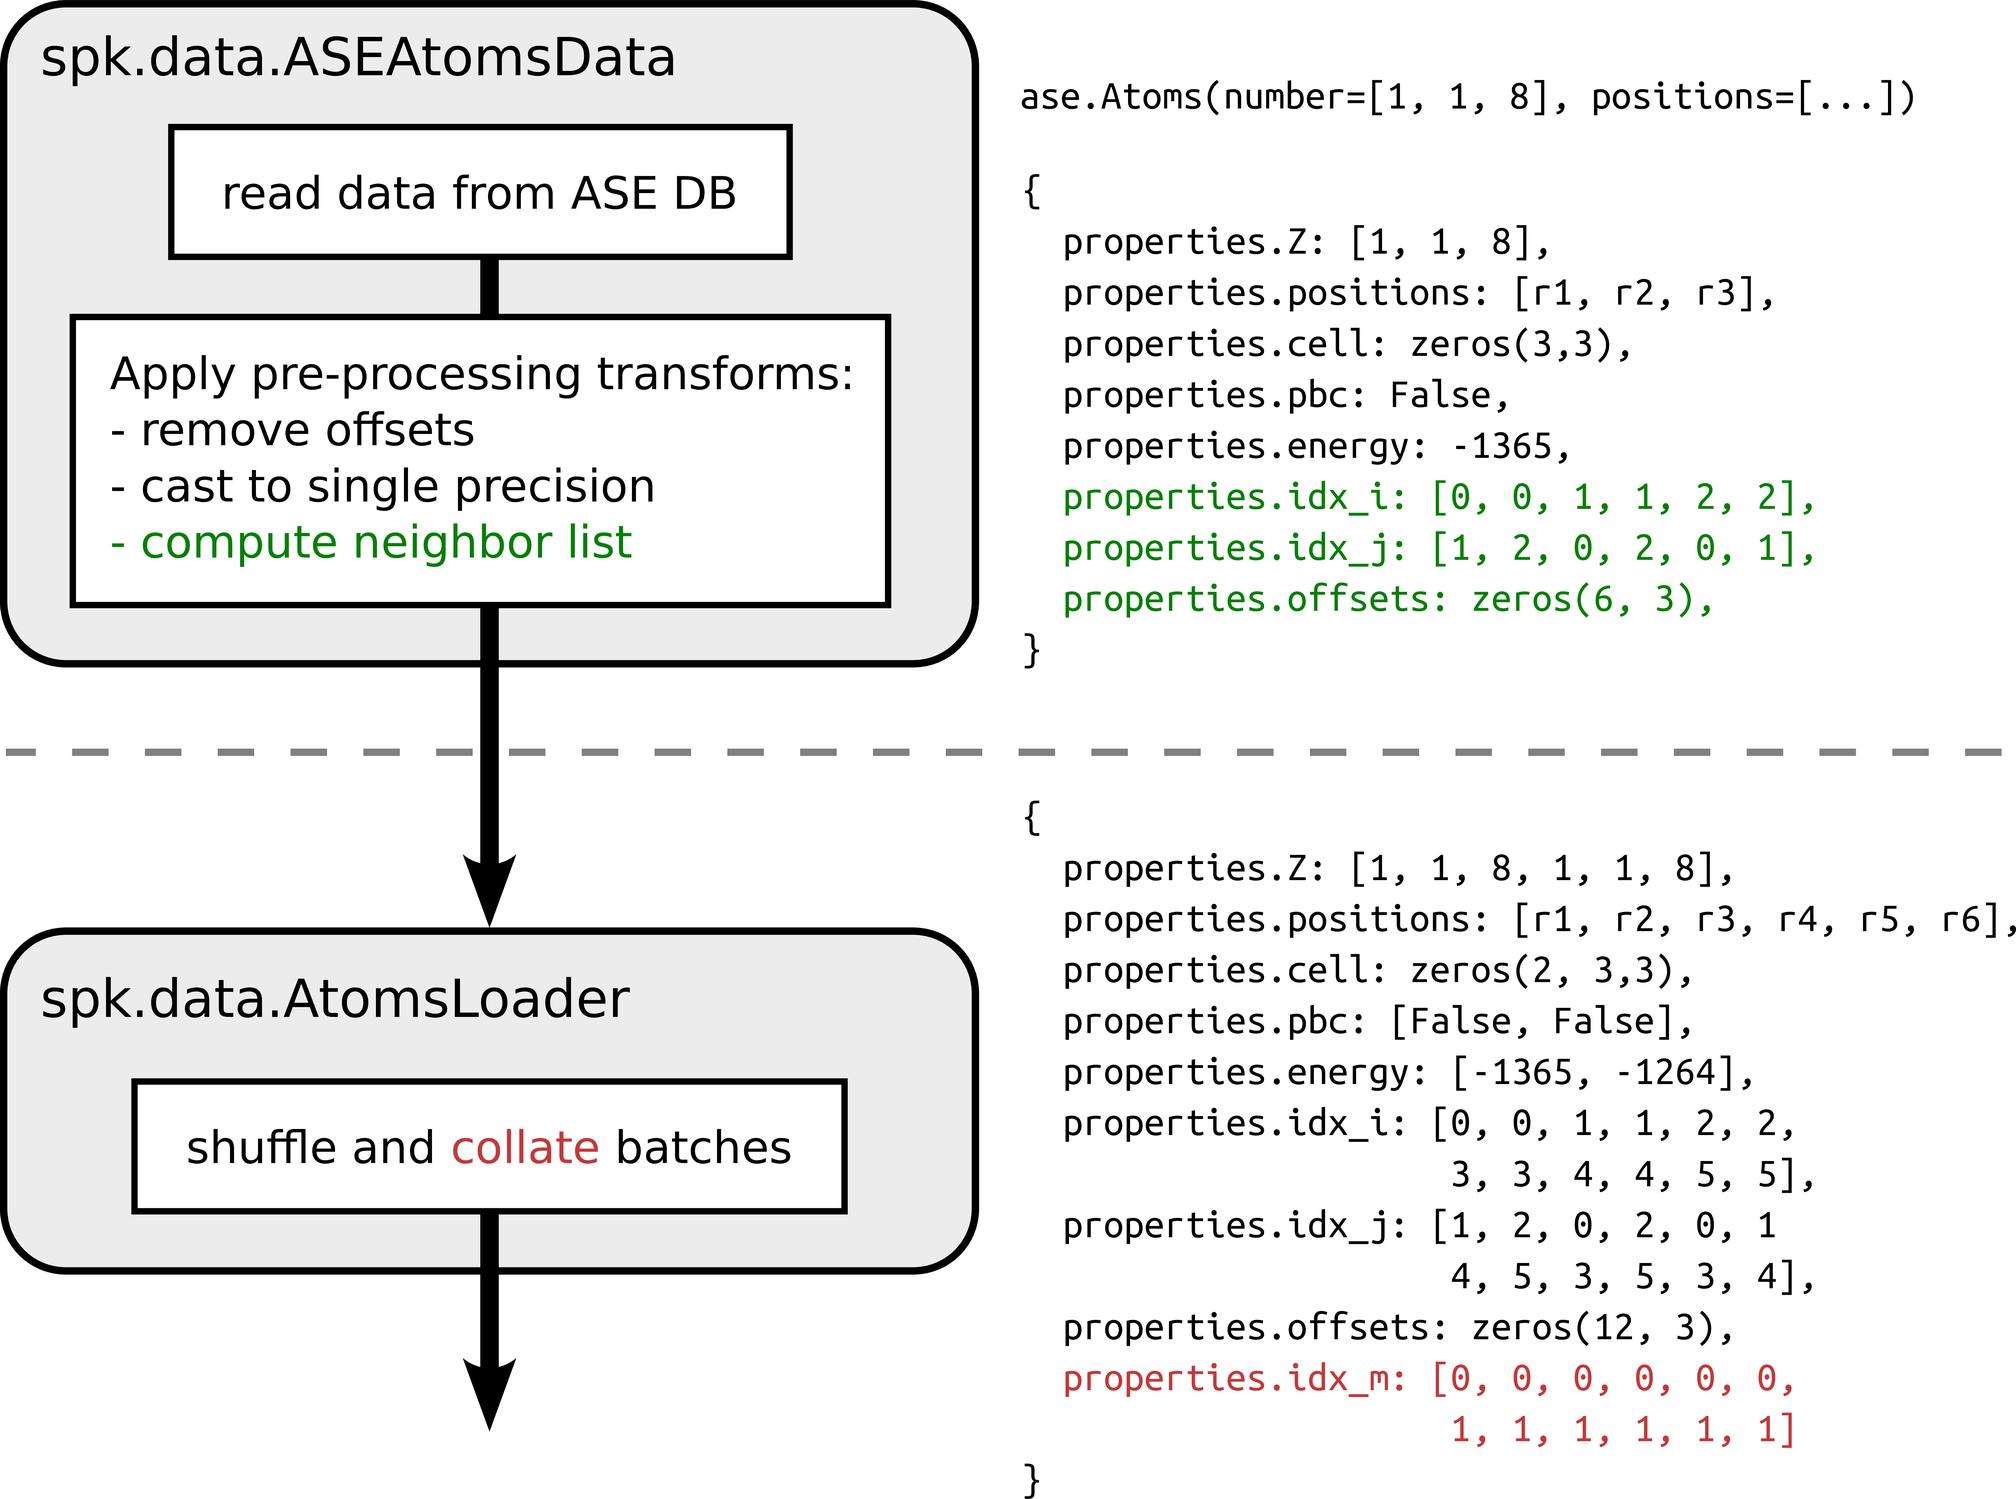 spk.data.ASEAtomsData
read data from ASE DB
Apply pre-processing transforms:
- remove offsets
- cast to single precision
- compute neighbor list
ase.Atoms(number=[1, 1, 8], positions=[...])
{
properties.Z: [1, 1, 8],
properties.positions: [r1, r2, r3],
properties.cell: zeros(3,3),
properties.pbc: False,
properties.energy: -1365,
properties.idx_i: [0, 0, 1, 1, 2, 2],
properties.idx_j: [1, 2, 0, 2, 0, 1],
properties.offsets: zeros(6, 3),
}
spk.data.AtomsLoader
shuffle and collate batches
{
properties.Z: [1, 1, 8, 1, 1, 8],
properties.positions: [r1, r2, r3, r4, r5, r6],
properties.cell: zeros(2, 3,3),
properties.pbc: [False, False],
properties.energy: [-1365, -1264],
properties.idx_i: [0, 0, 1, 1, 2, 2,
3, 3, 4, 4, 5, 5],
properties.idx_j: [1, 2, 0, 2, 0, 1
4, 5, 3, 5, 3, 4],
properties.offsets: zeros(12, 3),
properties.idx_m: [0, 0, 0, 0, 0, 0,
1, 1, 1, 1, 1, 1]
}